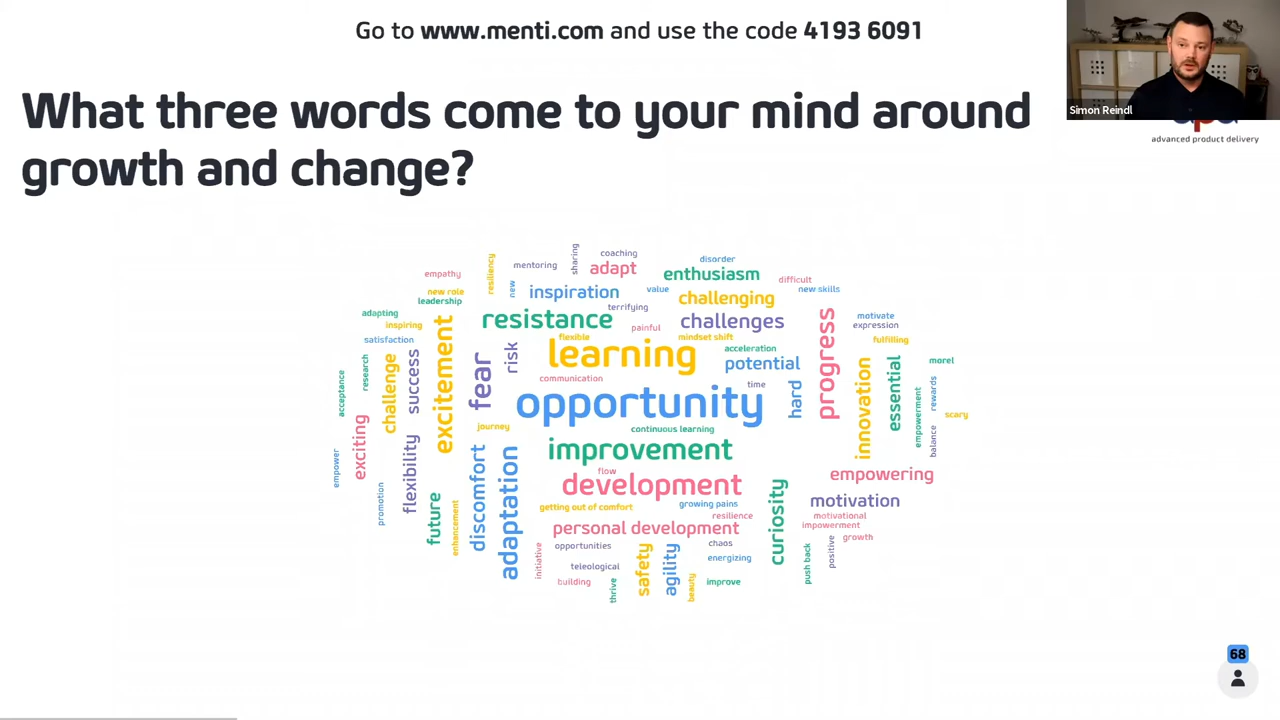 Go to www.menti.com and use the code 4193 6091
Simon Reindl
advanced product delivery
What three words come to your mind around
growth and change?
sharing
coaching
disorder
mentoring
adapt
enthusiasm
empathy
resiliency
difficult
new
inspiration
value
new skills
new role
challenging
leadership
terrifying
adapting
resistance
challenges
motivate
inspiring
painful
expression
progress
satisfaction
flexible
mindset shift
fulfilling
excitement
learning
acceleration
risk
potential
morel
research
challenge
success
fear
communication
time
innovation
essential
acceptance
opportunity
hard
rewards
empowerment
scary
journey
continuous learning
exciting
balance
improvement
empower
flexibility
flow
empowering
development
discomfort
adaptation
promotion
getting out of comfort
growing pains
curiosity
motivation
future
enhancement
resilience
motivational
personal development
impowerment
growth
opportunities
chaos
initiative
safety
agility
energizing
push back
positive
teleological
building
thrive
beauty
improve
68